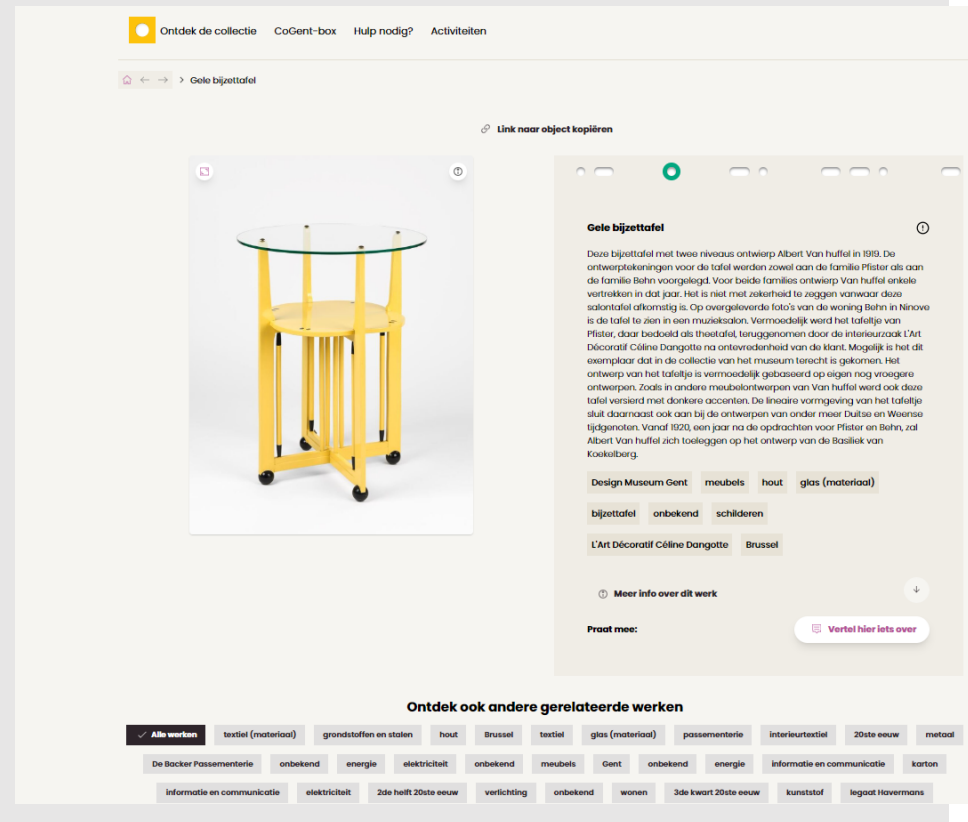 Ontdek de collectie CoGent-box Hulp nodig? Activiteiten
Gele bijzettafel
Link naar object kopiëren
Gele bijzettafel
Deze bijzettafel met twee niveaus ontwierp Albert Van huffel in 1919. De
ontwerptekeningen voor de tafel werden zowel aan de familie Pfister als aan
de familie Behn voorgelegd. Voor beide families ontwierp Van huffel enkele
vertrekken in dat jaar. Het is niet met zekerheid te zeggen vanwaar deze
salontafel afkomstig is. Op overgeleverde foto's van de woning Behn in Ninove
is de tafel te zien in een muzieksalon. Vermoedelijk werd het tafeltje van
Pfister, daar bedoeld als theetafel, teruggenomen door de interieurzaak L'Art
Décoratif Céline Dangotte na ontevredenheid van de klant. Mogelijk is het dit
exemplaar dat in de collectie van het museum terecht is gekomen. Het
ontwerp van het tafeltje is vermoedelijk gebaseerd op eigen nog vroegere
ontwerpen. Zoals in andere meubelontwerpen van Van huffel werd ook deze
tafel versierd met donkere accenten. De lineaire vormgeving van het tafeltje
sluit daarnaast ook aan bij de ontwerpen van onder meer Duitse en Weense
tijdgenoten. Vanaf 1920, een jaar na de opdrachten voor Pfister en Behn, zal
Albert Van huffel zich toeleggen op het ontwerp van de Basiliek van
Koekelberg.
Design Museum Gent meubels hout glas (materiaal)
bijzettafel onbekend schilderen
L'Art Décoratif Céline Dangotte Brussel
Meer info over dit werk
Praat mee: Vertel hier iets over
Ontdek ook andere gerelateerde werken
Alle werken textiel (materiaal) grondstoffen en stalen hout Brussel textiel glas (materiaal) passementerie interieurtextiel 20ste eeuw metaal
De Backer Passementerie onbekend energie elektriciteit onbekend meubels Gent onbekend energie informatie en communicatie karton
informatie en communicatie elektriciteit 2de helft 20ste eeuw verlichting onbekend wonen 3de kwart 20ste eeuw kunststof legaat Havermans